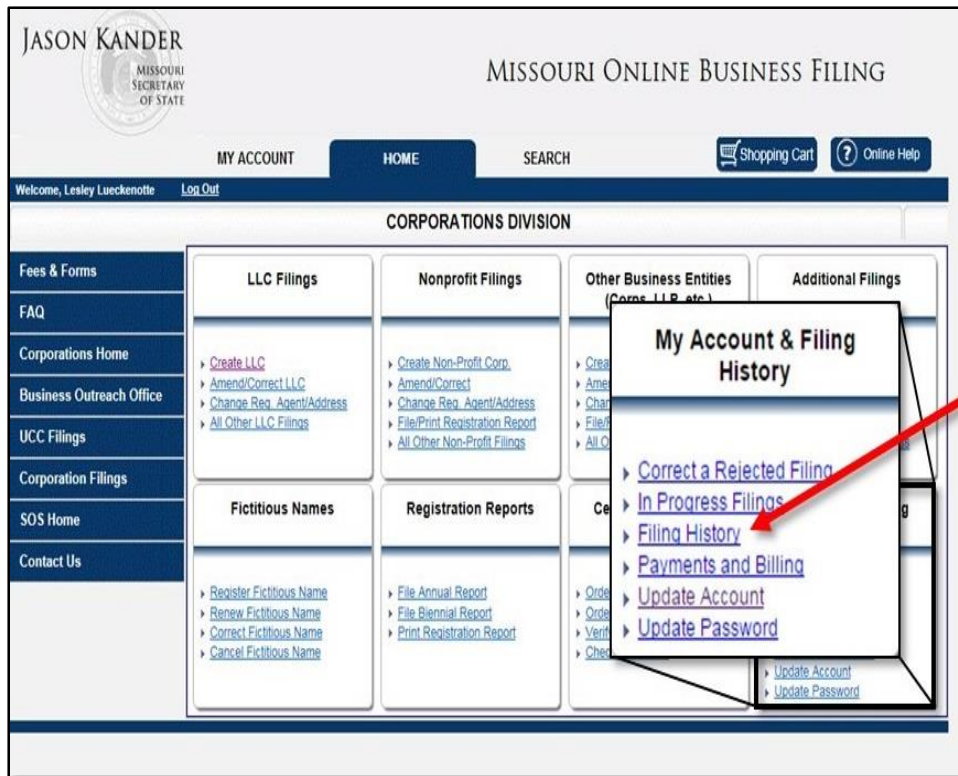 JASON KANDER
MISSOURI
SECRETARY
OF STATE
MISSOURI ONLINE BUSINESS FILING
MY ACCOUNT
HOME
SEARCH
Shopping Cart
? Online Help
Welcome, Lesley Lueckenotte
Log Out
CORPORATIONS DIVISION
Fees & Forms
FAQ
Corporations Home
Business Outreach Office
UCC Filings
Corporation Filings
SOS Home
Contact Us
LLC Filings
Create LLC
Amend/Correct LLC
Change Reg. Agent/Address
All Other LLC Filings
Nonprofit Filings
Create Non-Profit Corp.
Amend/Correct
Change Reg. Agent/Address
File/Print Registration Report
All Other Non-Profit Filings
Other Business Entities
(Corps, LLP, etc.)
Additional Filings
Fictitious Names
Register Fictitious Name
Renew Fictitious Name
Correct Fictitious Name
Cancel Fictitious Name
Registration Reports
File Annual Report
File Biennial Report
Print Registration Report
My Account & Filing
History
Correct a Rejected Filing
In Progress Filings
Filing History
Payments and Billing
Update Account
Update Password
Update Account
Update Password